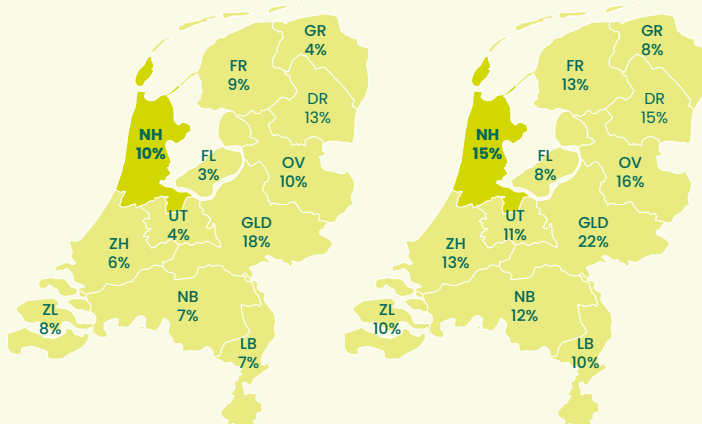 GR
4%
FR
9%
DR
13%
NH
10%
FL
3%
OV
10%
UT
4%
GLD
18%
ZH
6%
NB
7%
ZL
8%
LB
7%
GR
8%
FR
13%
DR
15%
NH
15%
FL
8%
OV
16%
UT
11%
GLD
22%
ZH
13%
NB
12%
ZL
10%
LB
10%